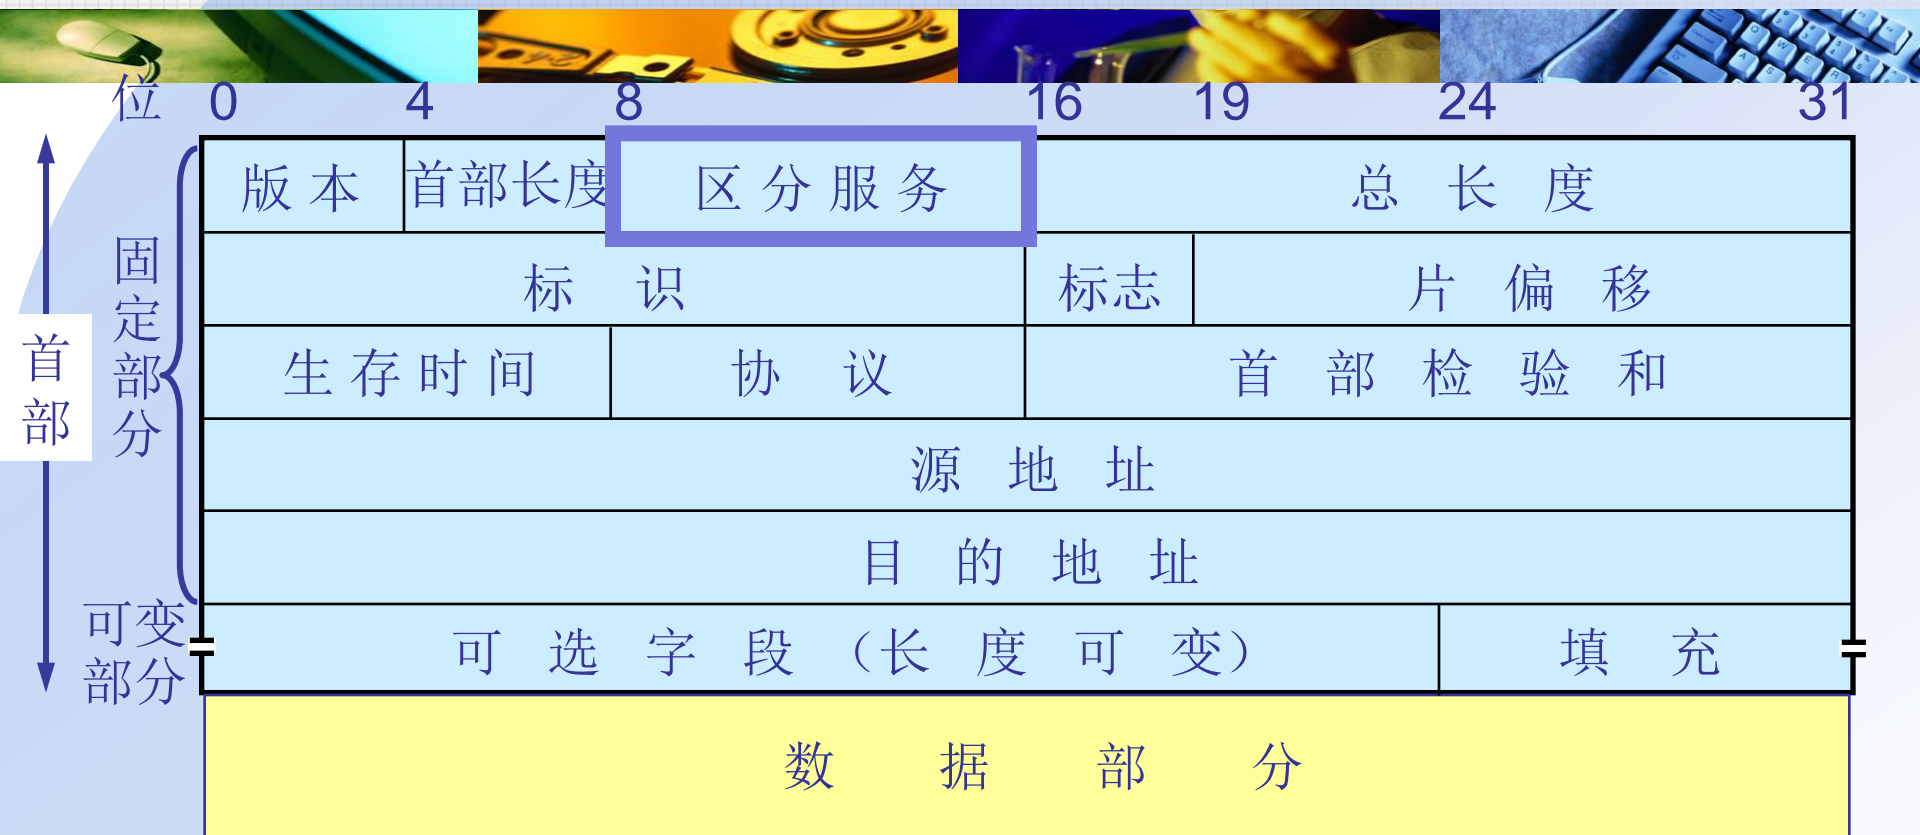 位 0 4 8 16 19 24 31
版 本 首部长度 区 分 服 务 总 长 度
标 识 标志 片 偏 移
生 存 时 间 协 议 首 部 检 验 和
源 地 址
目 的 地 址
可 选 字 段 （长 度 可 变） 填 充
数 据 部 分
首部
固定部分
可变
部分